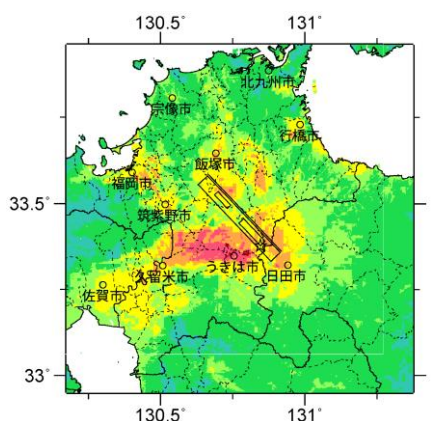 130.5 131
北九州市
宗像市
行橋市
飯塚市
福岡市
33.5
筑紫野市
うきは市
久留米市 日田市
佐賀市
33
130.5 131